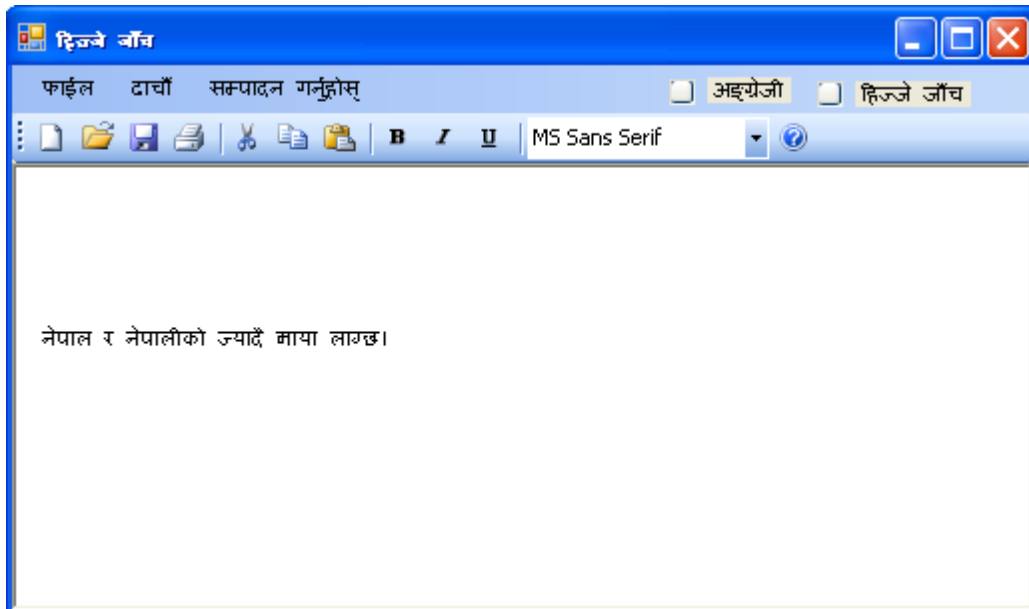 हिज्जे जाँच
फाईल ढाचाँ सम्पादन गर्नुहोस् अङ्ग्रेजी हिज्जे जाँच
B I U MS Sans Serif
नेपाल र नेपालीको ज्यादै माया लाग्छ।